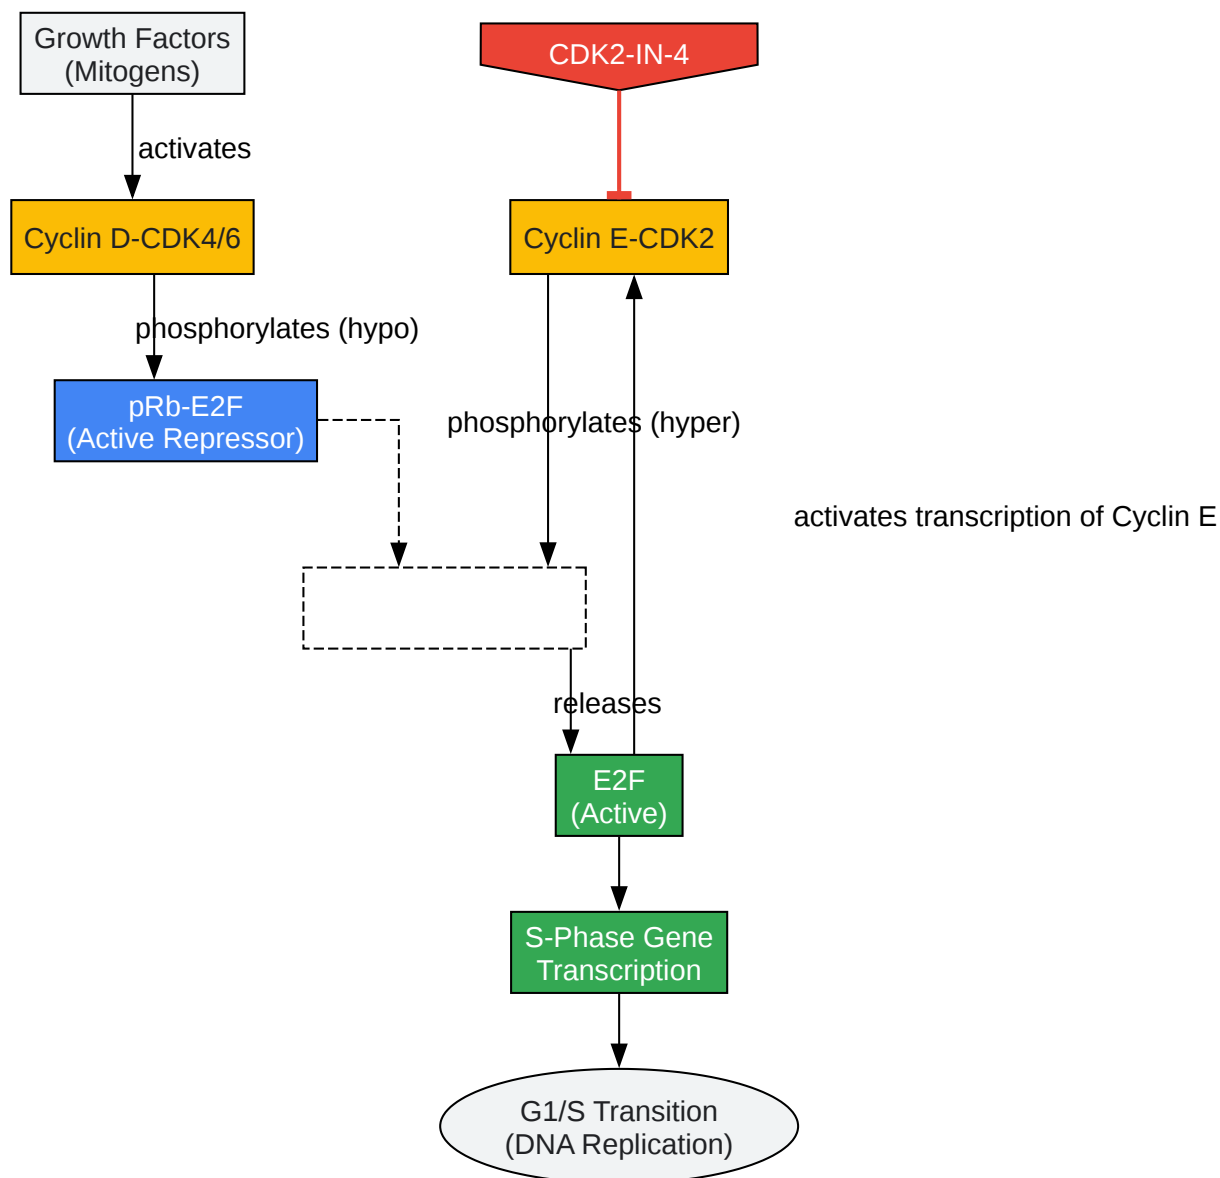 Growth Factors
(Mitogens)
CDK2-IN-4
activates
Cyclin D-CDK4/6
Cyclin E-CDK2
phosphorylates (hypo)
pRb-E2F
(Active Repressor)
phosphorylates (hyper)
activates transcription of Cyclin E
releases
E2F
(Active)
S-Phase Gene
Transcription
G1/S Transition
(DNA Replication)